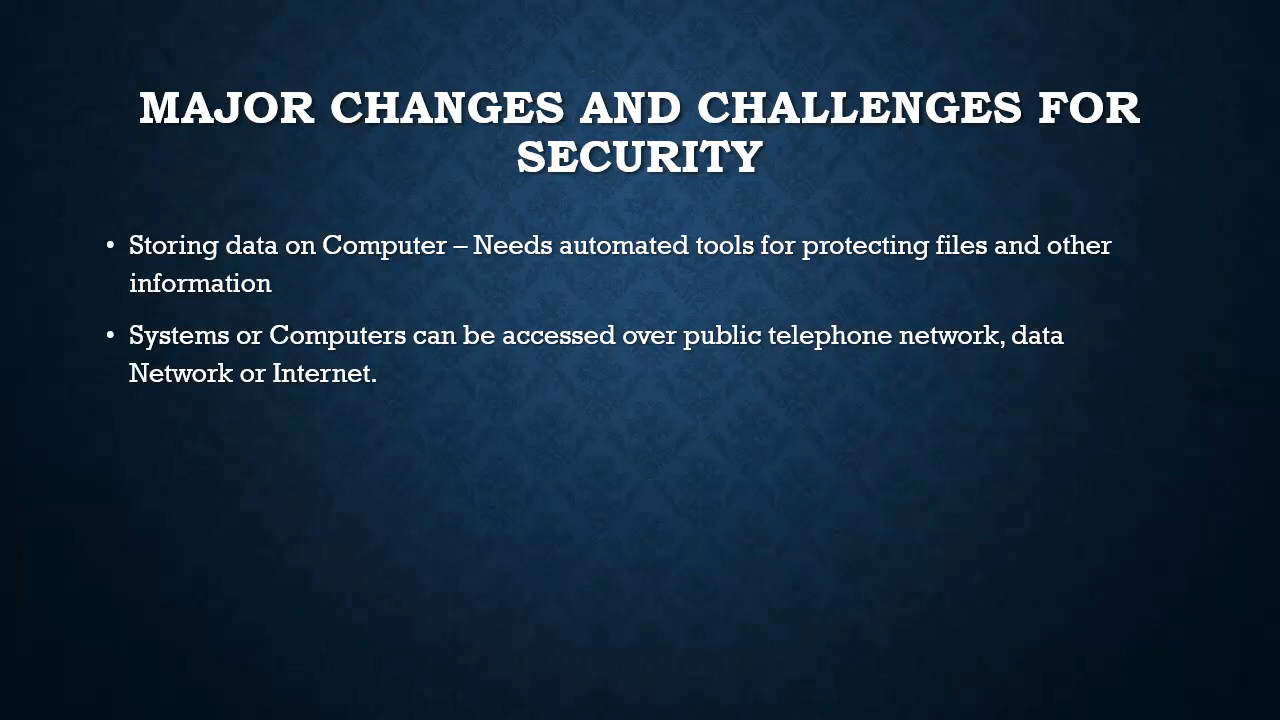 MAJOR CHANGES AND CHALLENGES FOR
SECURITY
• Storing data on Computer – Needs automated tools for protecting files and other
information
• Systems or Computers can be accessed over public telephone network, data
Network or Internet.